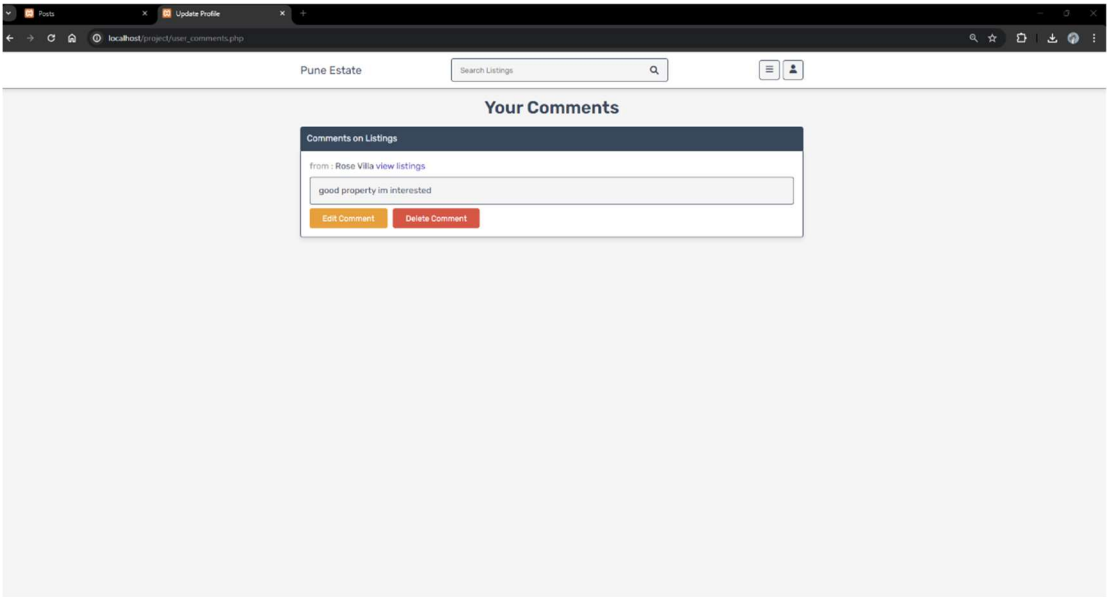 Posts
Update Profile
localhost/project/user_comments.php
Pune Estate
Search Listings
Your Comments
Comments on Listings
from : Rose Villa view listings
good property im interested
Edit Comment Delete Comment